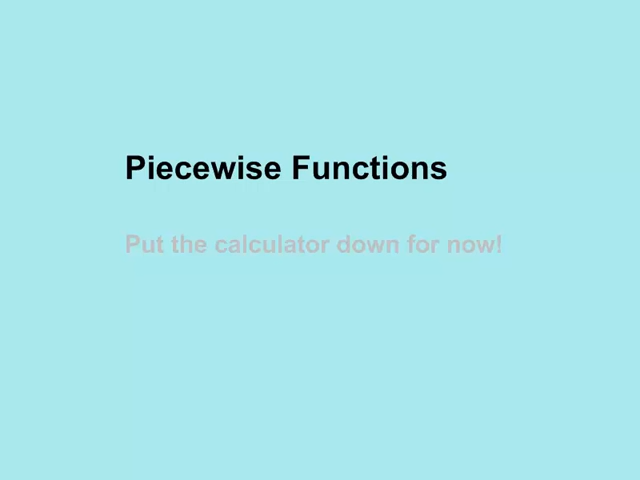 Piecewise Functions
Put the calculator down for now!